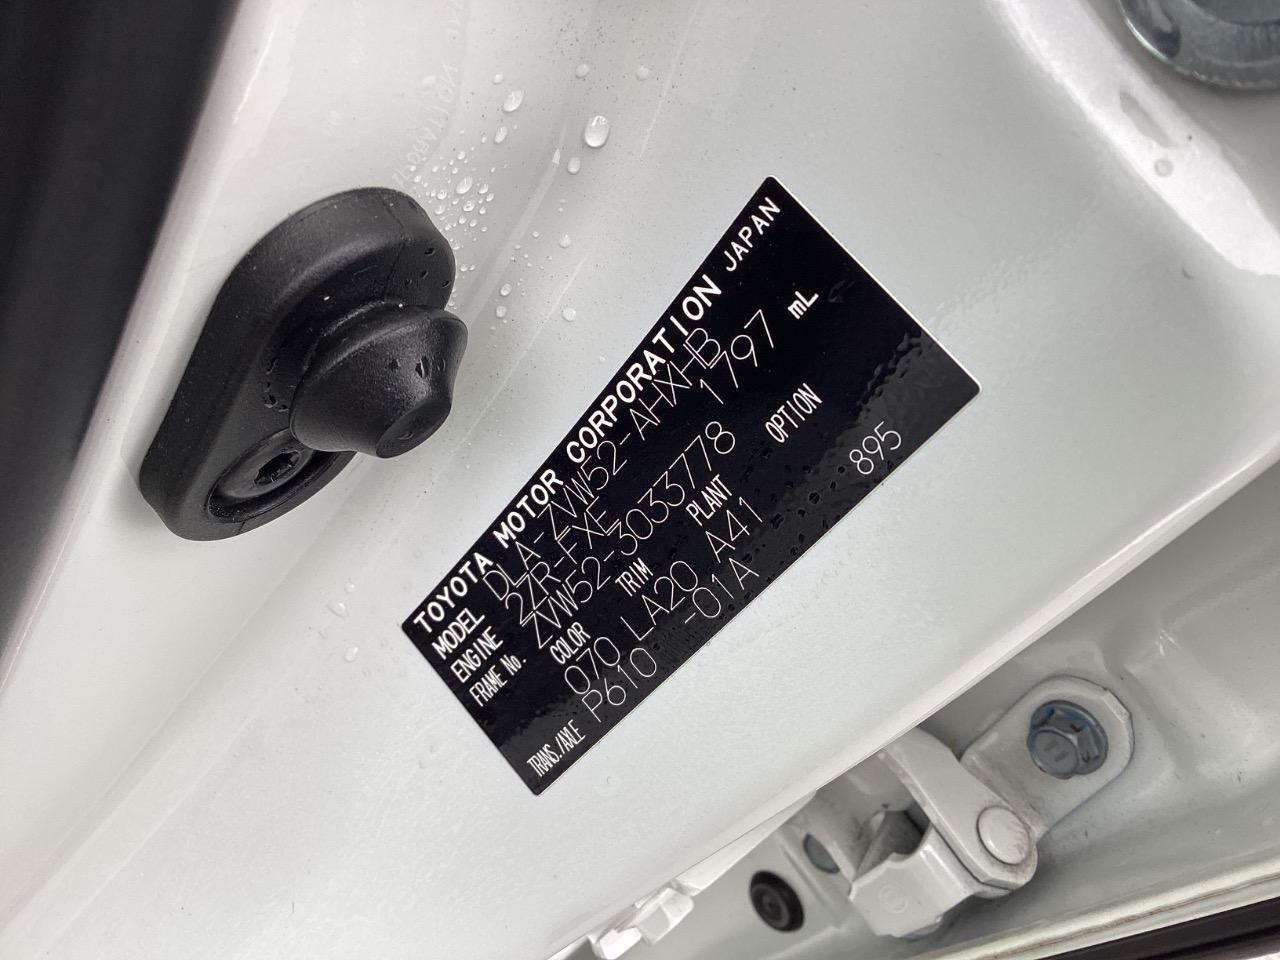 TOYOTA MOTOR CORPORATION JAPAN
MODEL DLA-ZVW52-AHXHB
ENGINE 2ZR-FXE 1797 mL
FRAME No. ZVW52-3033778
COLOR TRIM PLANT OPTION
070 LA20 A41 895
TRANS./AXLE P610 -01A